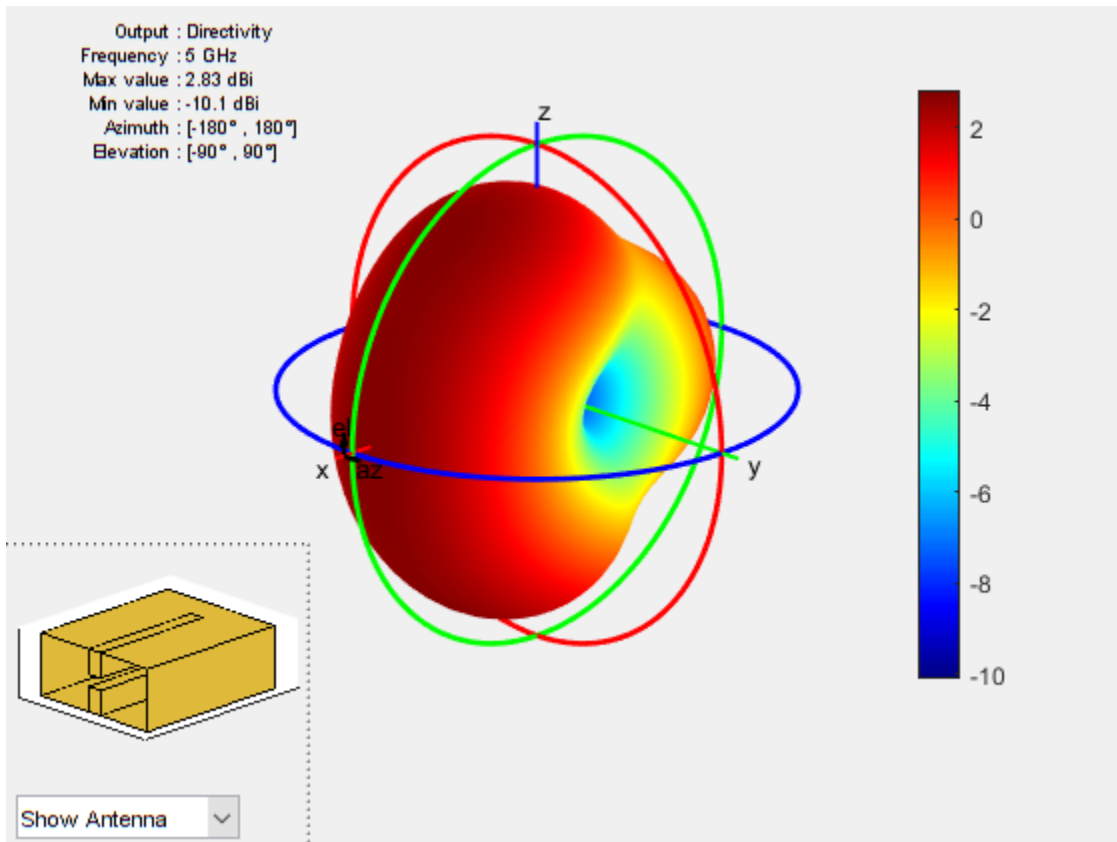 Output : Directivity
Frequency : 5 GHz
Max value : 2.83 dBi
Min value : -10.1 dBi
Azimuth : [-180° , 180°]
Elevation : [-90° , 90°]
z
2
0
-2
-4
-6
-8
-10
el
x
az
y
Show Antenna